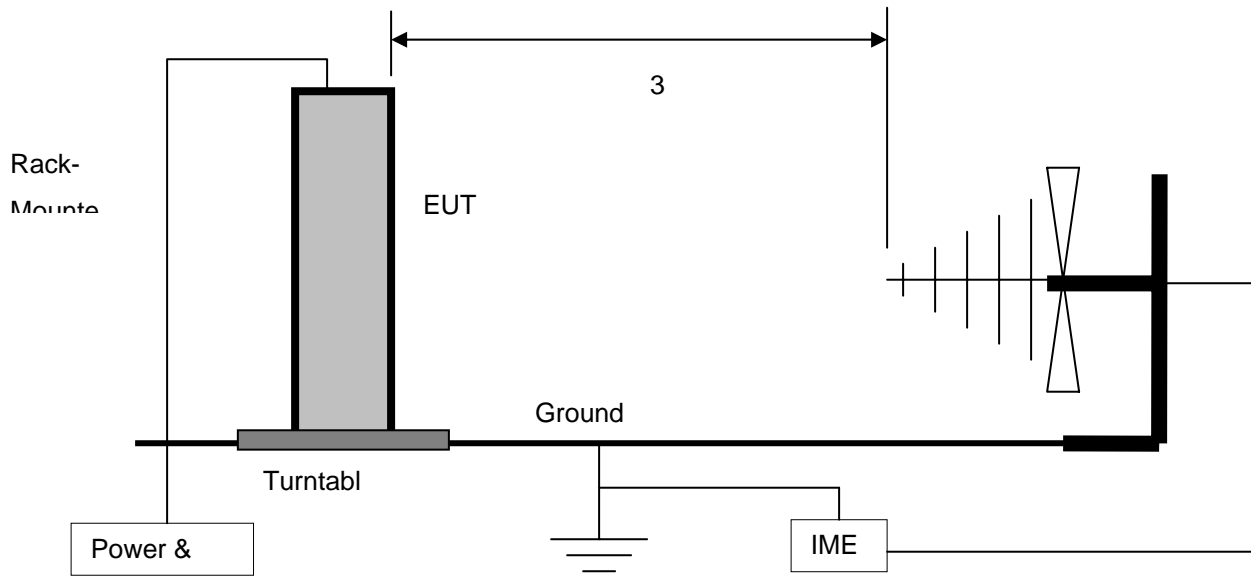 3
Rack-
Mounte
EUT
Ground
Turntabl
Power &
IME